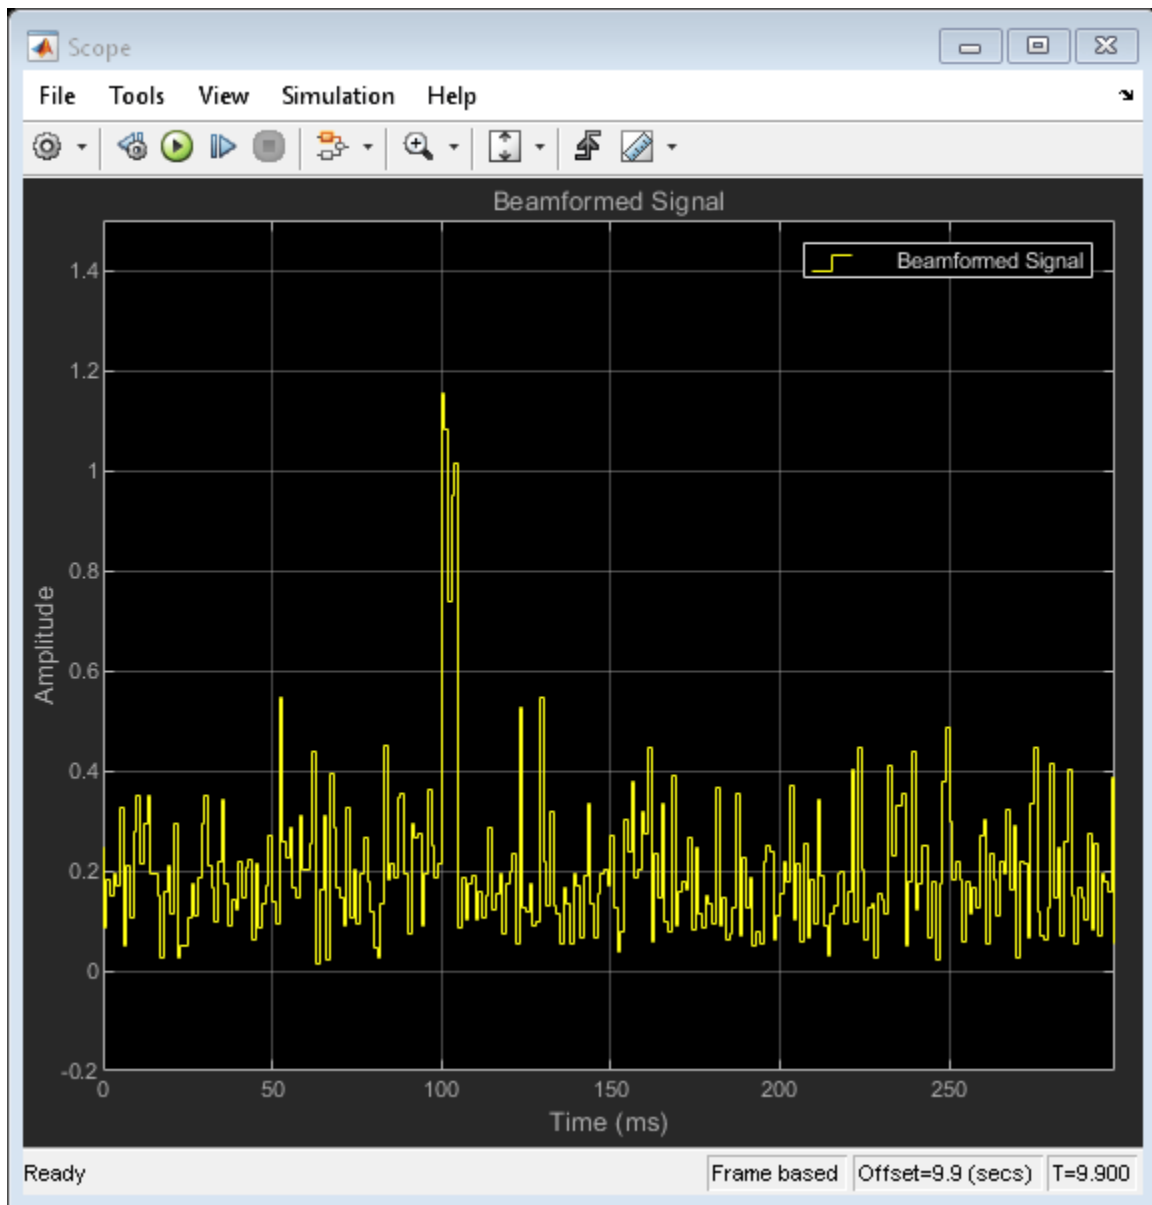 Scope
File Tools View Simulation Help
Beamformed Signal
Beamformed Signal
1.4
1.2
1
0.8
0.6
0.4
0.2
0
-0.2
Amplitude
0 50 100 150 200 250
Time (ms)
Ready Frame based Offset=9.9 (secs) T=9.900